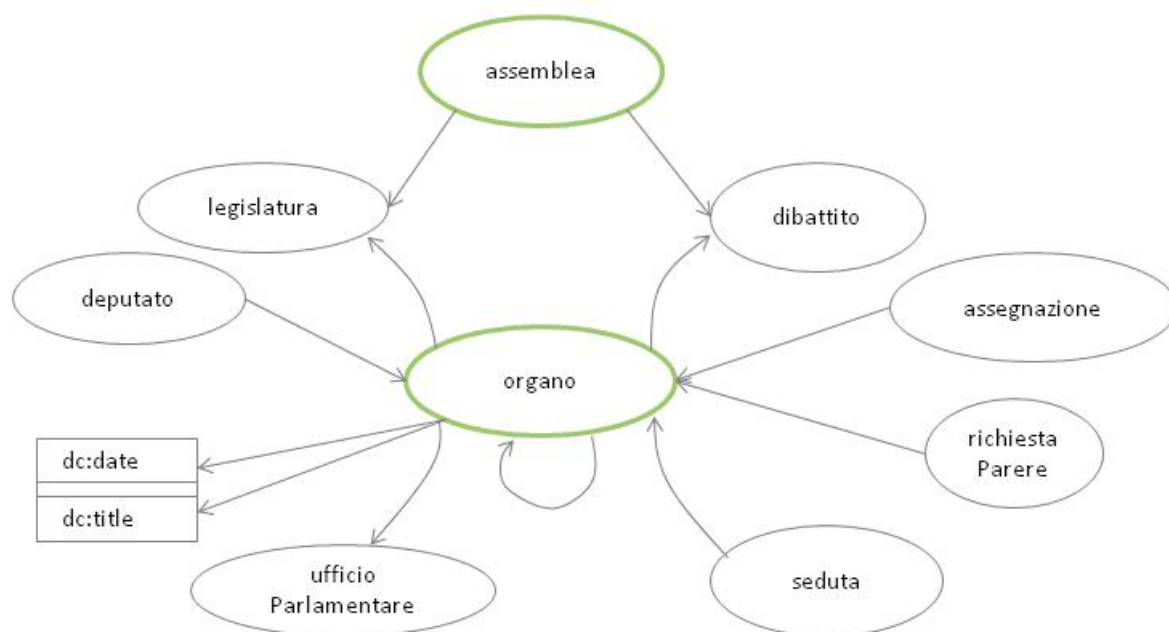 assemblea
legislatura
dibattito
deputato
assegnazione
organo
richiesta
Parere
dc:date
dc:title
ufficio
Parlamentare
seduta